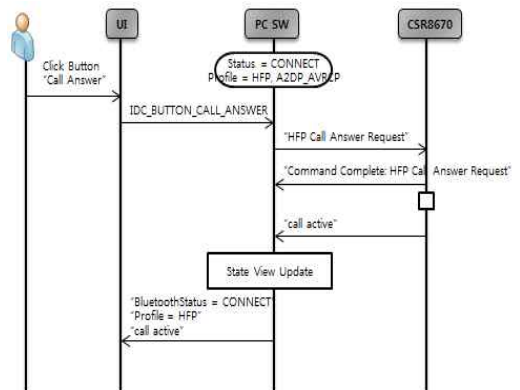 UI
PC SW
CSR8670
Status = CONNECT
Profile = HFP, A2DP_AVRCP
Click Button
"Call Answer"
IDC_BUTTON_CALL_ANSWER
"HFP Call Answer Request"
"Command Complete: HFP Call Answer Request"
"call active"
State View Update
"BluetoothStatus = CONNECT"
"Profile = HFP"
"call active"